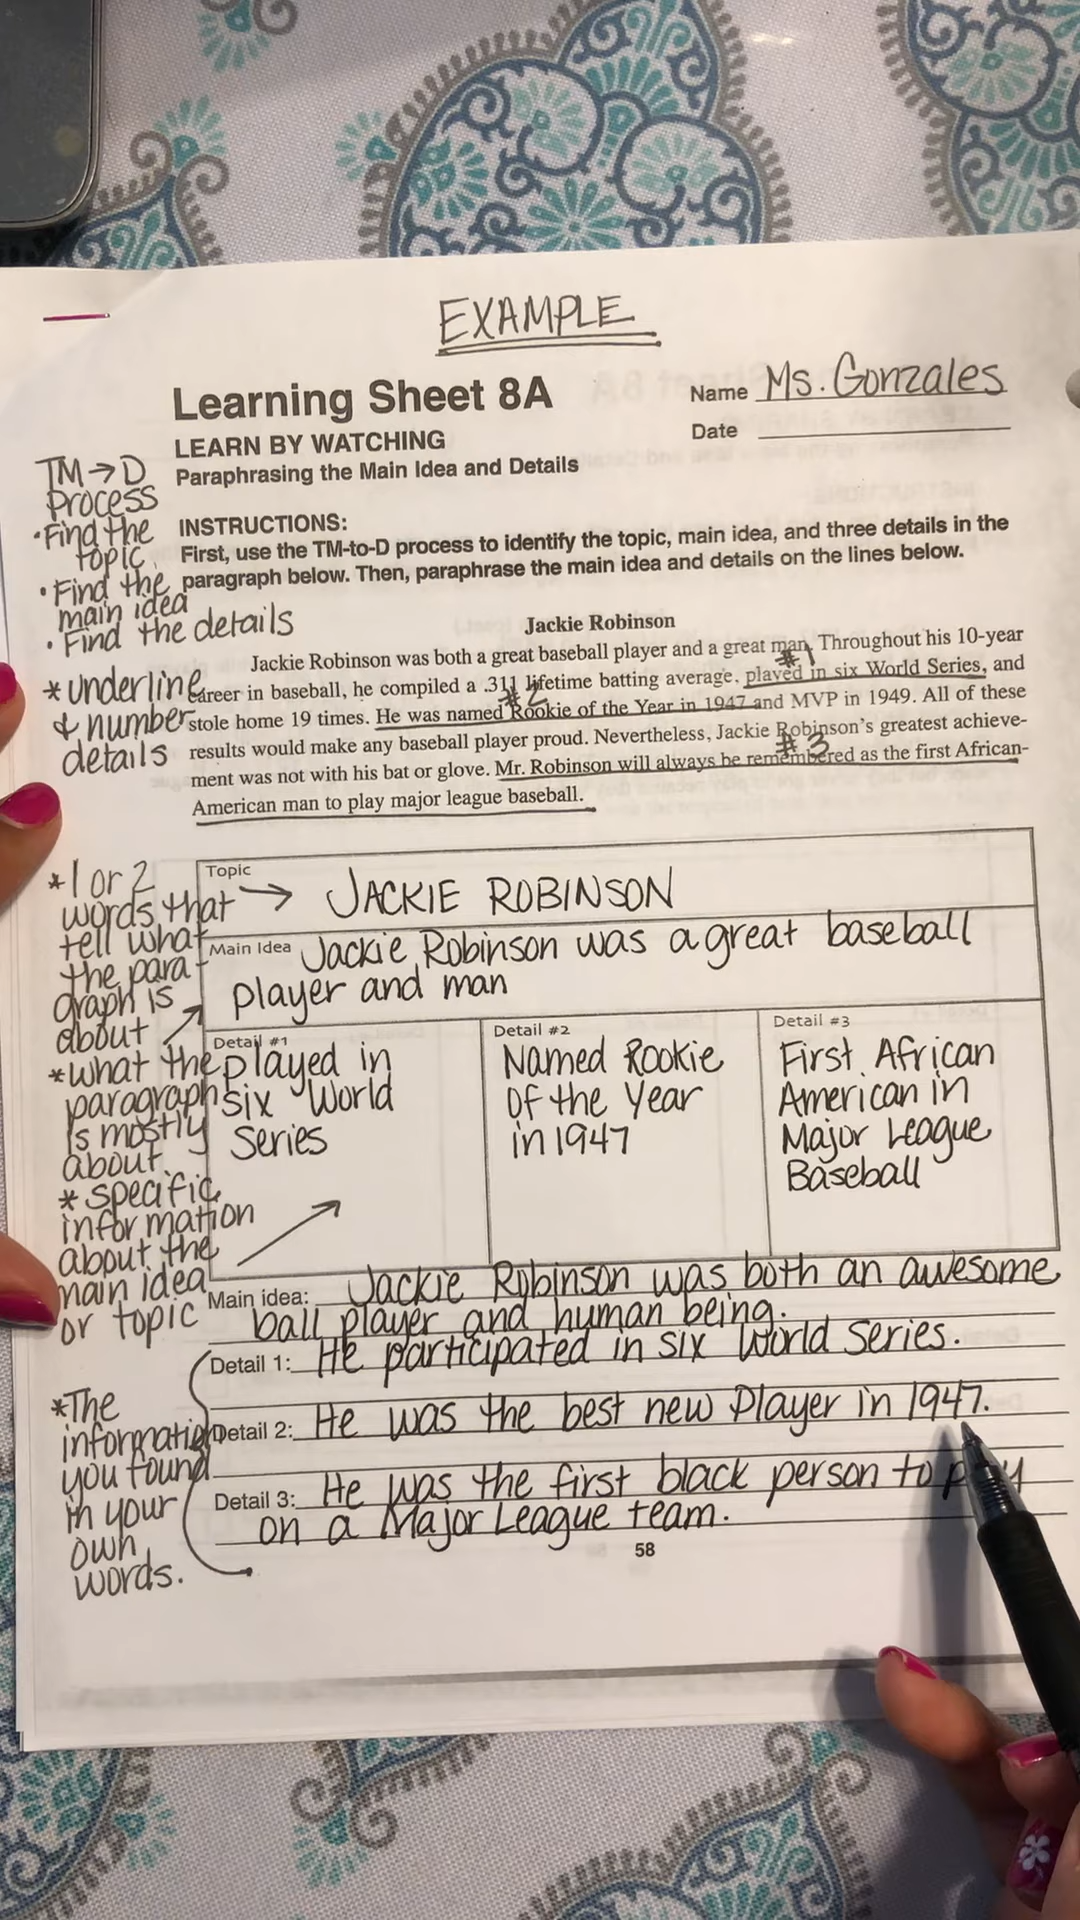 EXAMPLE
Learning Sheet 8A
Name Ms. Gonzales
LEARN BY WATCHING
Date
Paraphrasing the Main Idea and Details
TM → D
Process
• Find the
topic.
• Find the
main idea
• Find the details
* underline
& number
details
INSTRUCTIONS:
First, use the TM-to-D process to identify the topic, main idea, and three details in the
paragraph below. Then, paraphrase the main idea and details on the lines below.
Jackie Robinson
Jackie Robinson was both a great baseball player and a great man. Throughout his 10-year
#1
career in baseball, he compiled a .311 lifetime batting average, played in six World Series, and
#2
stole home 19 times. He was named Rookie of the Year in 1947 and MVP in 1949. All of these
results would make any baseball player proud. Nevertheless, Jackie Robinson's greatest achieve-
#3
ment was not with his bat or glove. Mr. Robinson will always be remembered as the first African-
American man to play major league baseball.
* 1 or 2
words that
tell what
the para-
graph is
about
Topic
→ JACKIE ROBINSON
Main Idea Jackie Robinson was a great baseball
player and man
* what the
paragraph
is mostly
about
Detail #1
played in
six World
Series
Detail #2
Named Rookie
Of the Year
in 1947
Detail #3
First African
American in
Major League
Baseball
* specific
information
about the
main idea
or topic
Main idea: Jackie Robinson was both an awesome
ball player and human being.
Detail 1: He participated in six World Series.
Detail 2: He was the best new Player in 1947.
Detail 3: He was the first black person to play
on a Major League team.
* The
information
you found
in your
own
words.
58